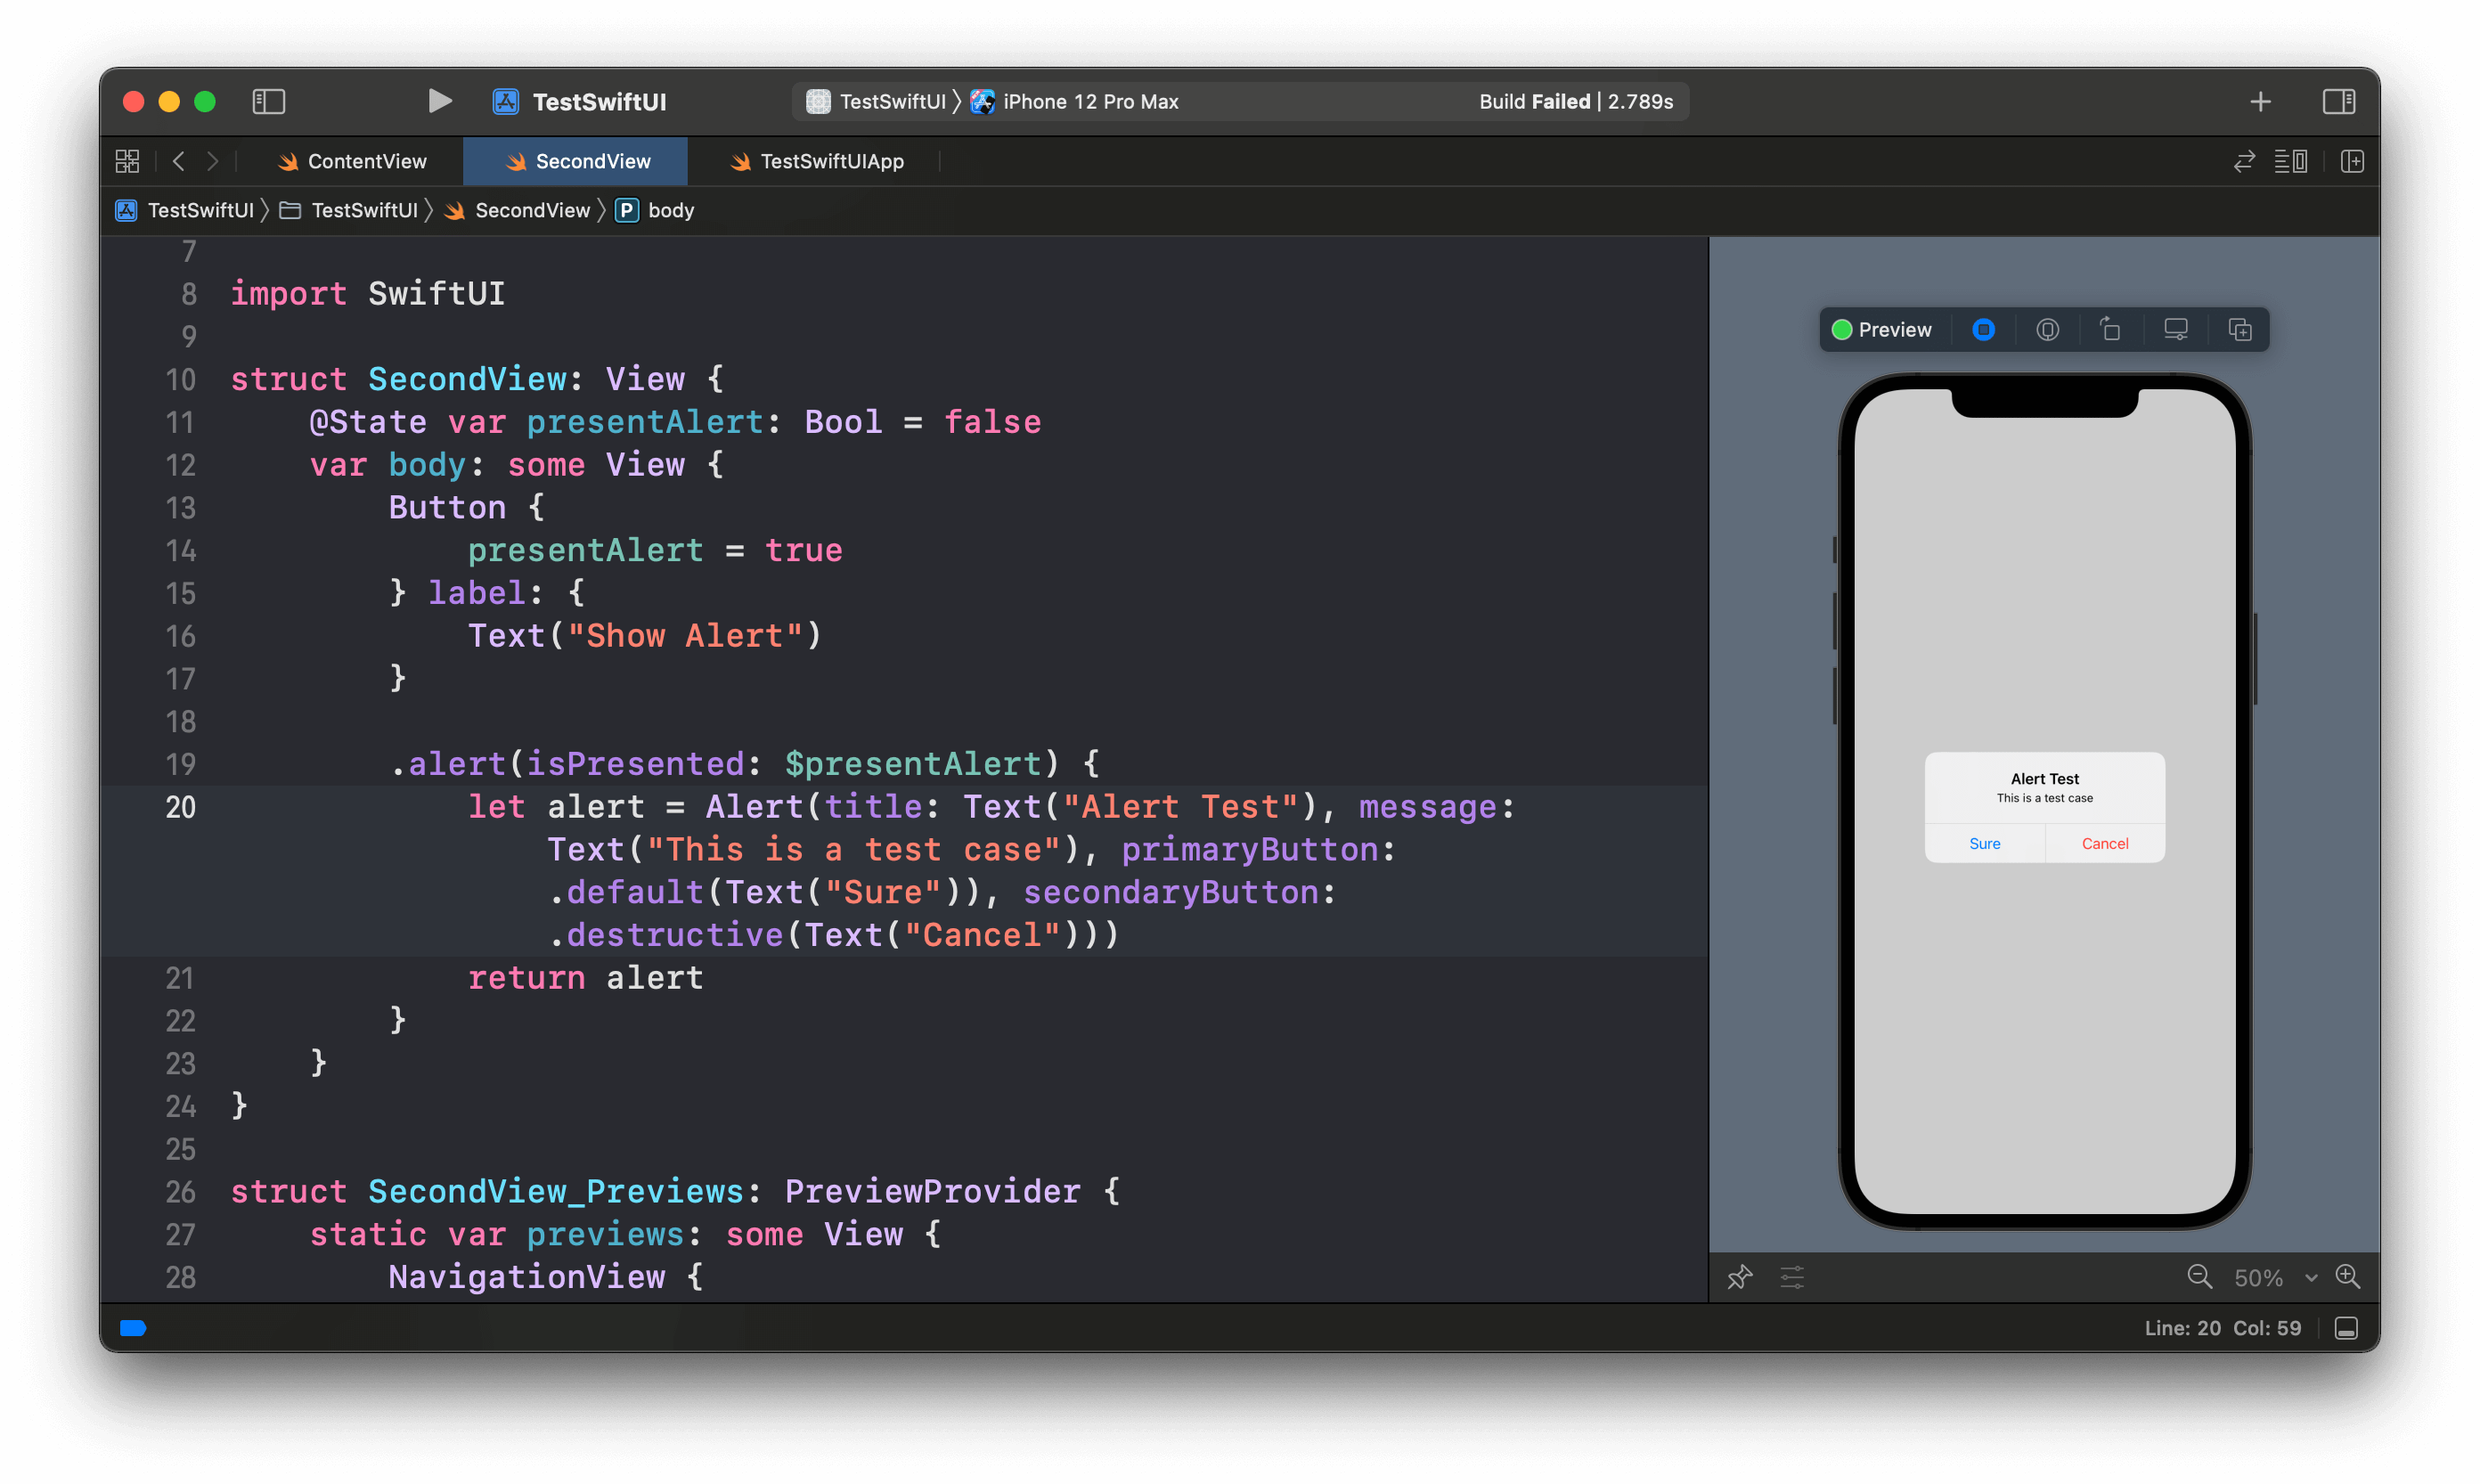 TestSwiftUI
TestSwiftUI 〉 iPhone 12 Pro Max
Build Failed | 2.789s
ContentView
SecondView
TestSwiftUIApp
TestSwiftUI 〉 TestSwiftUI 〉 SecondView 〉 P body
7
8 import SwiftUI
9
10 struct SecondView: View {
11     @State var presentAlert: Bool = false
12     var body: some View {
13         Button {
14             presentAlert = true
15         } label: {
16             Text("Show Alert")
17         }
18
19         .alert(isPresented: $presentAlert) {
20             let alert = Alert(title: Text("Alert Test"), message:
                Text("This is a test case"), primaryButton:
                .default(Text("Sure")), secondaryButton:
                .destructive(Text("Cancel")))
21             return alert
22         }
23     }
24 }
25
26 struct SecondView_Previews: PreviewProvider {
27     static var previews: some View {
28         NavigationView {
Preview
Alert Test
This is a test case
Sure
Cancel
50%
Line: 20 Col: 59